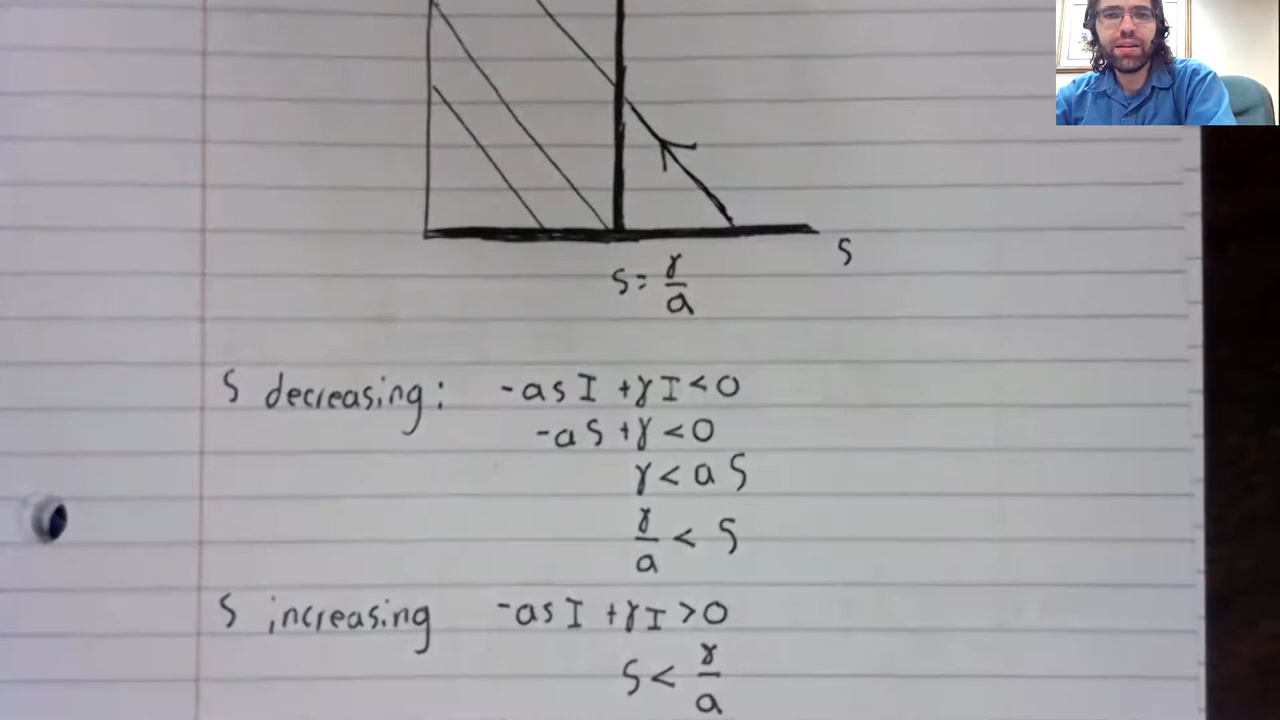 S
S = γ/a
S decreasing: -asI + γI < 0
-aS + γ < 0
γ < aS
γ/a < S
S increasing -asI + γI > 0
S < γ/a